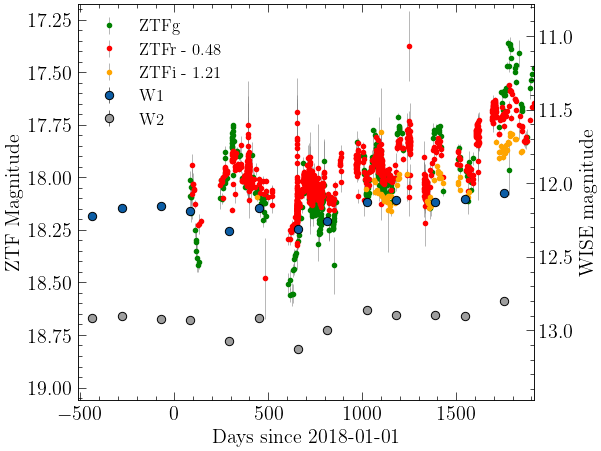 17.25
17.50
17.75
18.00
18.25
18.50
18.75
19.00
ZTF Magnitude
ZTFg
ZTFr - 0.48
ZTFi - 1.21
W1
W2
11.0
11.5
12.0
12.5
13.0
WISE magnitude
−500 0 500 1000 1500
Days since 2018-01-01